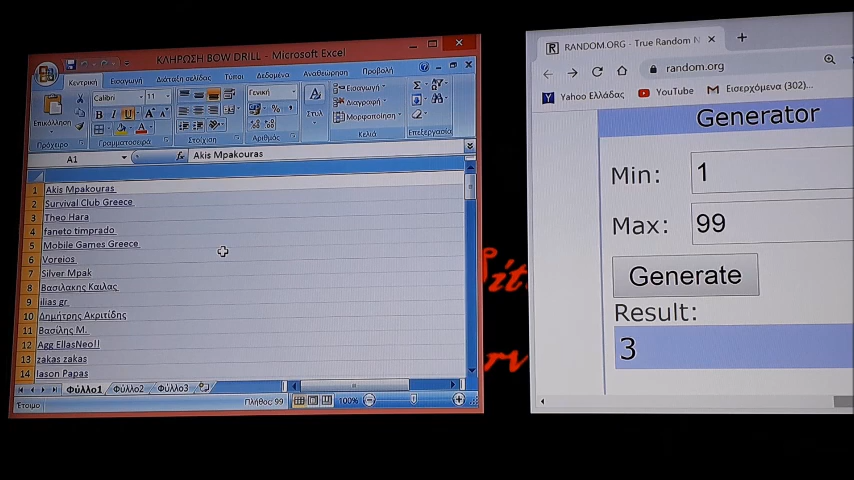 ΚΛΗΡΩΣΗ BOW DRILL - Microsoft Excel
Κεντρική
Εισαγωγή
Διάταξη σελίδας
Τύποι
Δεδομένα
Αναθεώρηση
Προβολή
Επικόλληση
Calibri
11
Γενική
Στυλ
Εισαγωγή
Διαγραφή
Μορφοποίηση
Πρόχειρο
Γραμματοσειρά
Στοίχιση
Αριθμός
Κελιά
Επεξεργασία
A1
fx
Akis Mpakouras
1 Akis Mpakouras
2 Survival Club Greece
3 Theo Hara
4 faneto timprado
5 Mobile Games Greece
6 Voreios
7 Silver Mpak
8 Βασιλακης Καιλας
9 ilias gr
10 Δημήτρης Ακριτίδης
11 Βασίλης Μ.
12 Agg EllasNeo!!
13 zakas zakas
14 Iason Papas
Φύλλο1
Φύλλο2
Φύλλο3
Έτοιμο
Πλήθος: 99
100%
RANDOM.ORG - True Random N
random.org
Yahoo Ελλάδας
YouTube
Εισερχόμενα (302)...
Generator
Min: 1
Max: 99
Generate
Result:
3